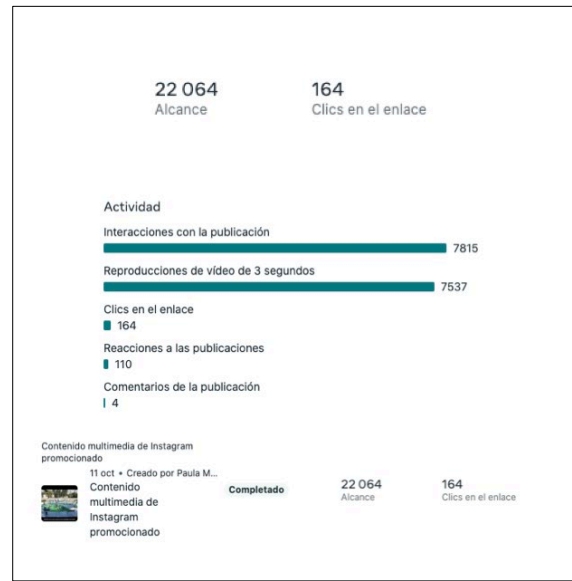 22 064
Alcance
164
Clics en el enlace
Actividad
Interacciones con la publicación
7815
Reproducciones de vídeo de 3 segundos
7537
Clics en el enlace
164
Reacciones a las publicaciones
110
Comentarios de la publicación
4
Contenido multimedia de Instagram
promocionado
11 oct • Creado por Paula M...
Contenido
multimedia de
Instagram
promocionado
Completado
22 064
Alcance
164
Clics en el enlace